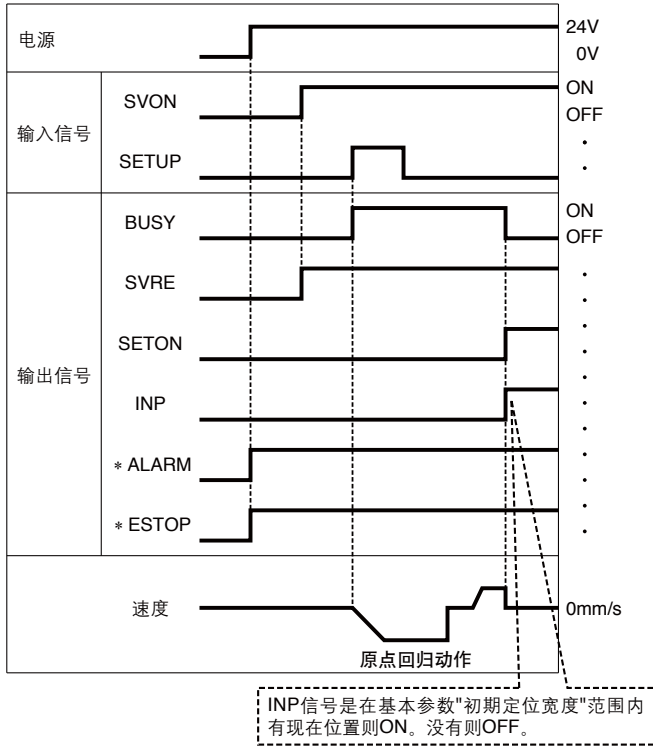 电源
24V
0V
输入信号
SVON
ON
OFF
SETUP
输出信号
BUSY
ON
OFF
SVRE
SETON
INP
* ALARM
* ESTOP
速度
0mm/s
原点回归动作
INP信号是在基本参数"初期定位宽度"范围内
有现在位置则ON。没有则OFF。